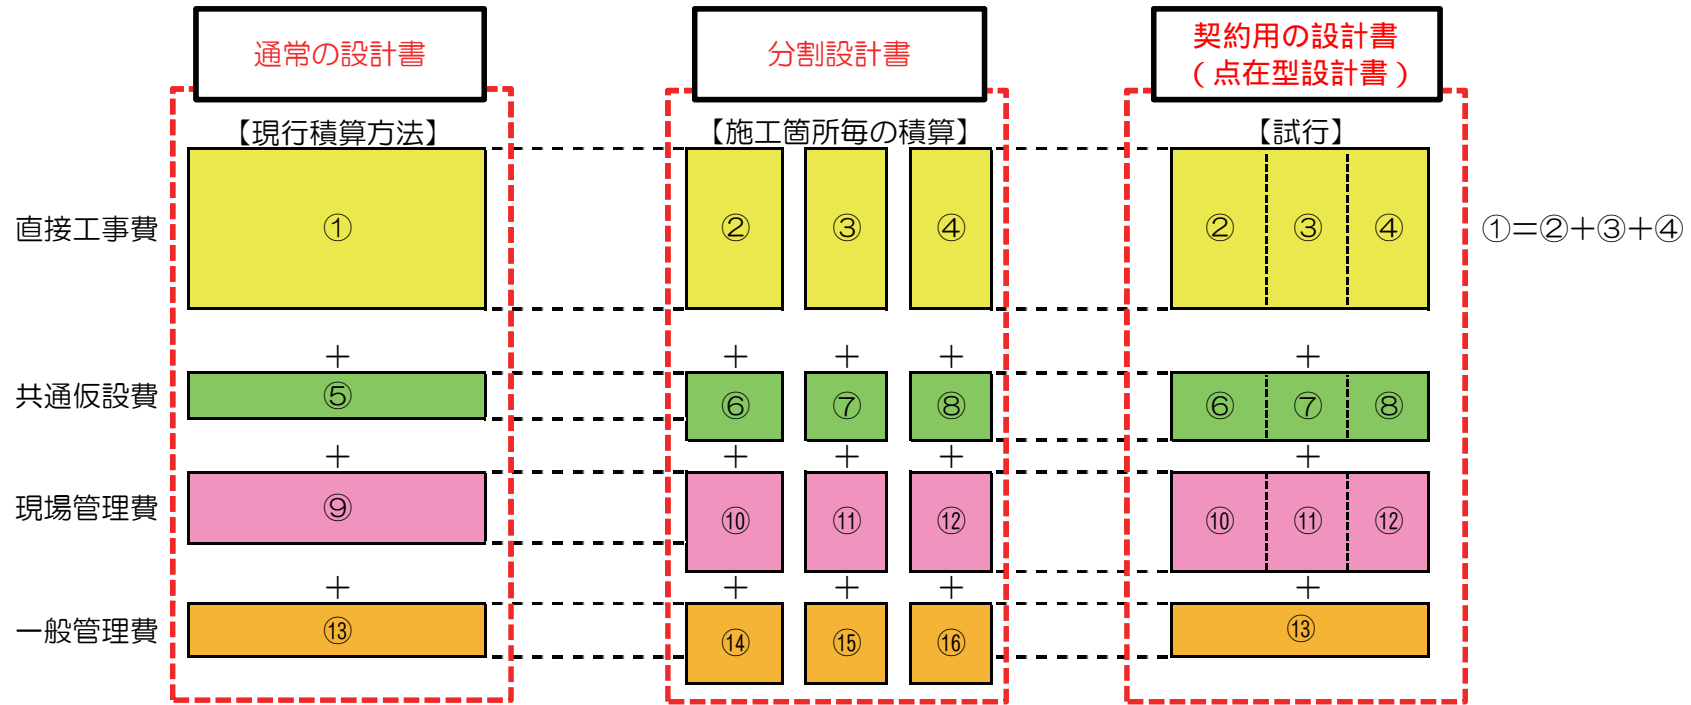 通常の設計書
分割設計書
契約用の設計書
（点在型設計書）
【現行積算方法】
【施工箇所毎の積算】
【試行】
直接工事費
①
② ③ ④
② ③ ④
①=②+③+④
+
+ + +
+
共通仮設費
⑤
⑥ ⑦ ⑧
⑥ ⑦ ⑧
+
+ + +
+
現場管理費
⑨
⑩ ⑪ ⑫
⑩ ⑪ ⑫
+
+ + +
+
一般管理費
⑬
⑭ ⑮ ⑯
⑬